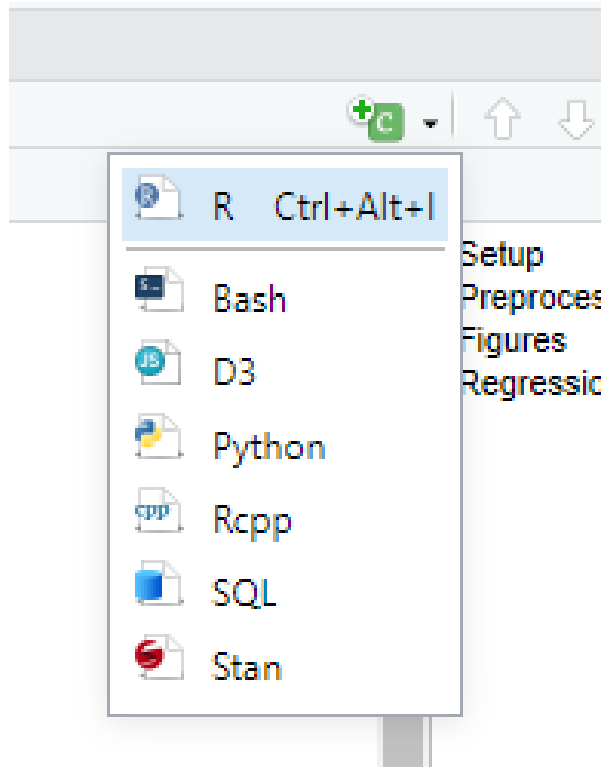 C
R Ctrl+Alt+I
Setup
Bash
Preproces
Figures
D3
Regressio
Python
Rcpp
SQL
Stan